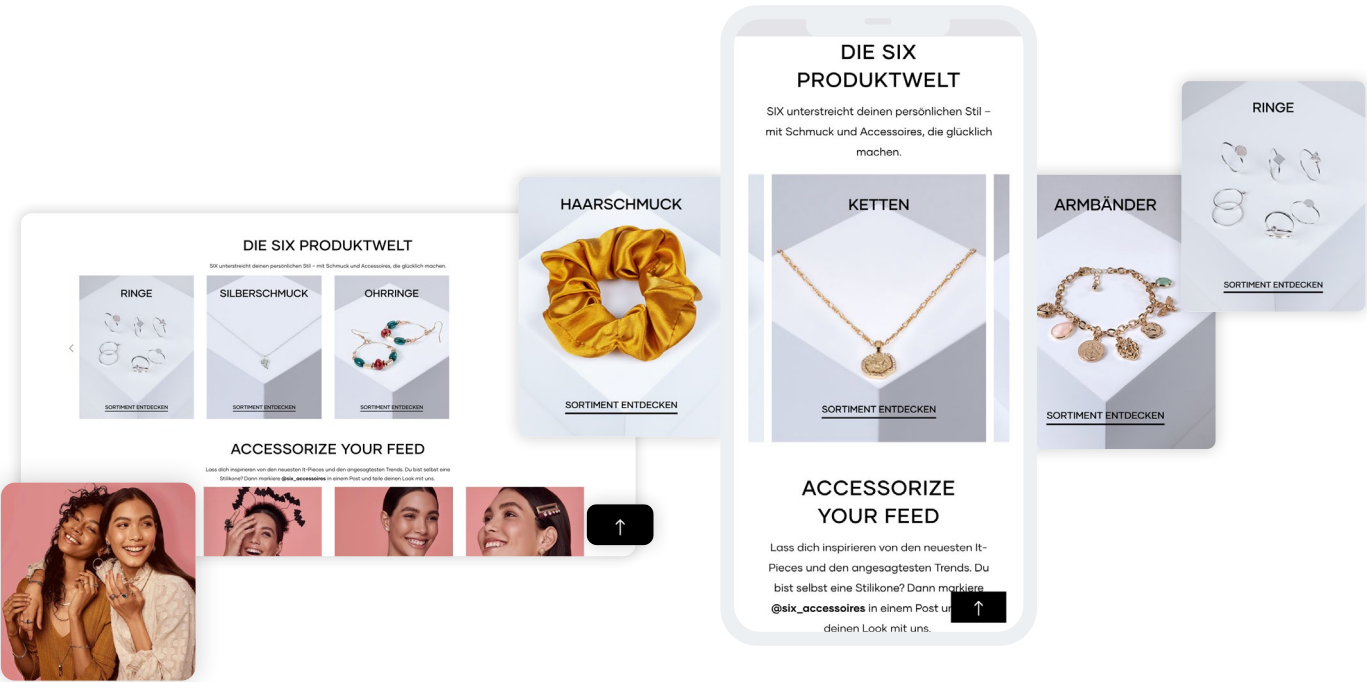 DIE SIX PRODUKTWELT
SIX unterstreicht deinen persönlichen Stil – mit Schmuck und Accessoires, die glücklich machen.
RINGE
SILBERSCHMUCK
OHRRINGE
SORTIMENT ENTDECKEN
SORTIMENT ENTDECKEN
SORTIMENT ENTDECKEN
ACCESSORIZE YOUR FEED
Lass dich inspirieren von den neuesten It-Pieces und den angesagtesten Trends. Du bist selbst eine
Stilikone? Dann markiere @six_accessoires in einem Post und teile deinen Look mit uns.
HAARSCHMUCK
SORTIMENT ENTDECKEN
DIE SIX
PRODUKTWELT
SIX unterstreicht deinen persönlichen Stil –
mit Schmuck und Accessoires, die glücklich
machen.
KETTEN
SORTIMENT ENTDECKEN
ACCESSORIZE
YOUR FEED
Lass dich inspirieren von den neuesten It-
Pieces und den angesagtesten Trends. Du
bist selbst eine Stilikone? Dann markiere
@six_accessoires in einem Post
deinen Look mit uns.
ARMBÄNDER
SORTIMENT ENTDECKEN
RINGE
SORTIMENT ENTDECKEN